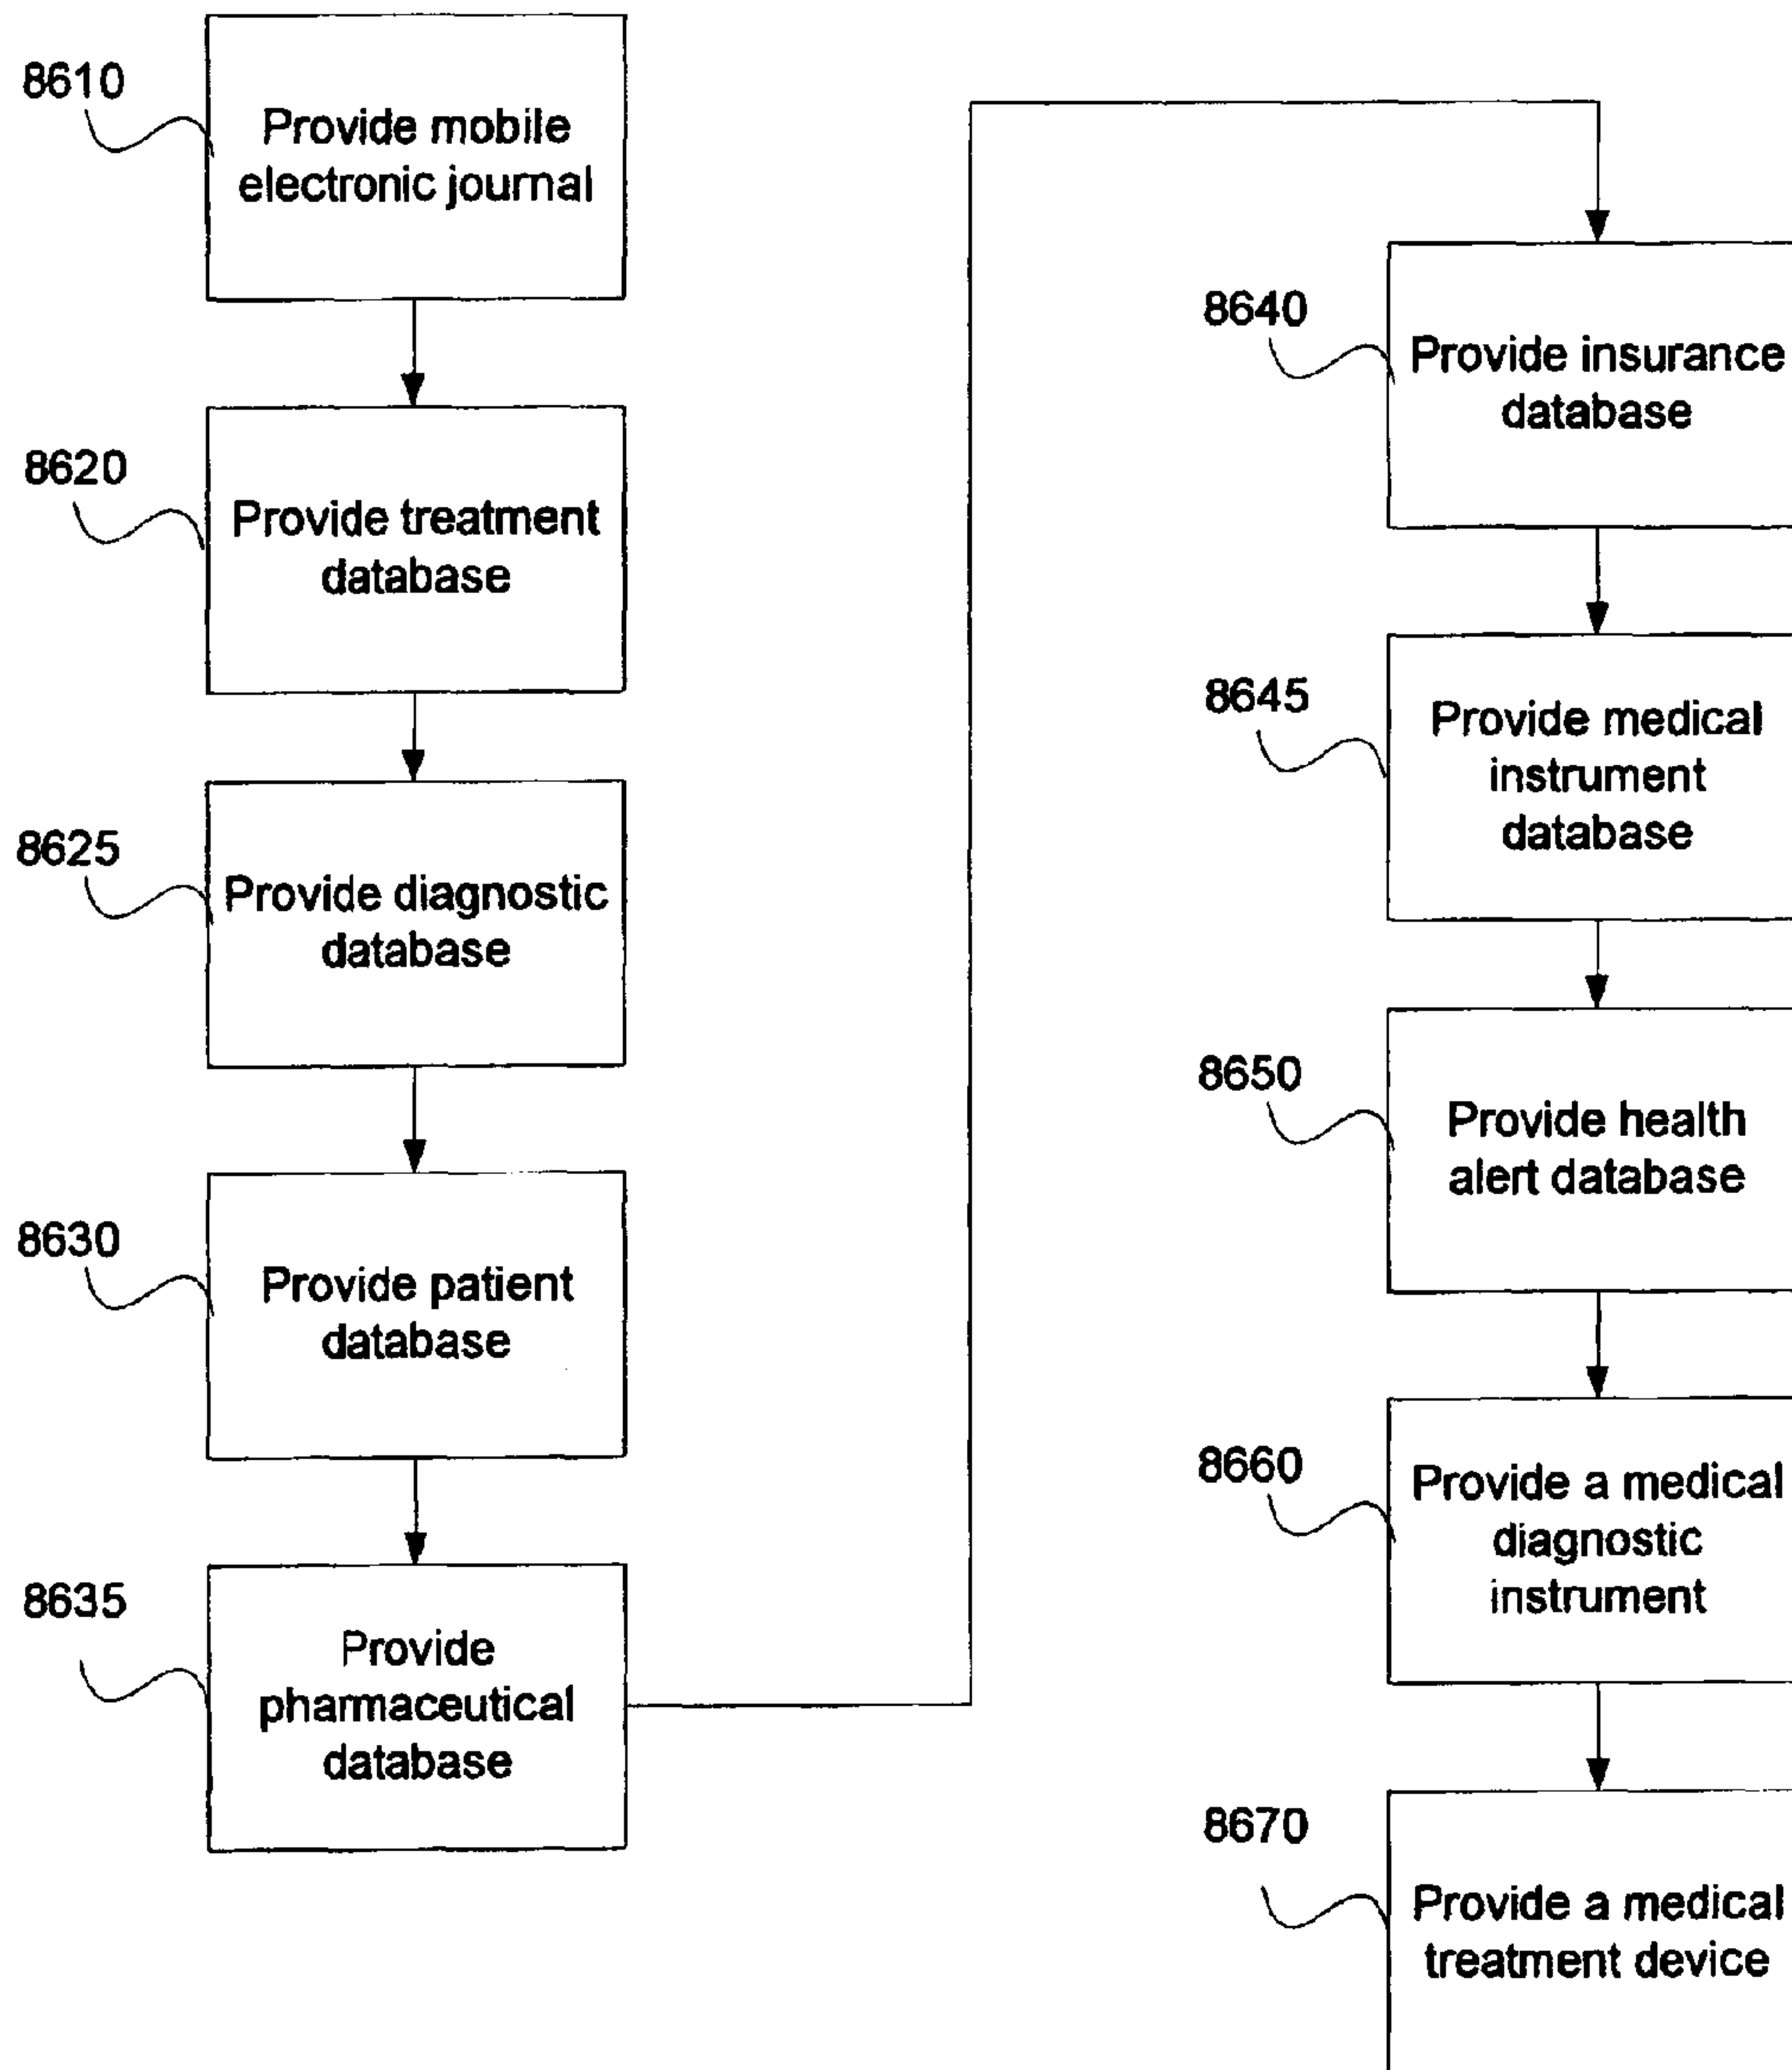 8610
Provide mobile
electronic journal
8620
Provide treatment
database
8625
Provide diagnostic
database
8630
Provide patient
database
8635
Provide
pharmaceutical
database
8640
Provide insurance
database
8645
Provide medical
instrument
database
8650
Provide health
alert database
8660
Provide a medical
diagnostic
instrument
8670
Provide a medical
treatment device